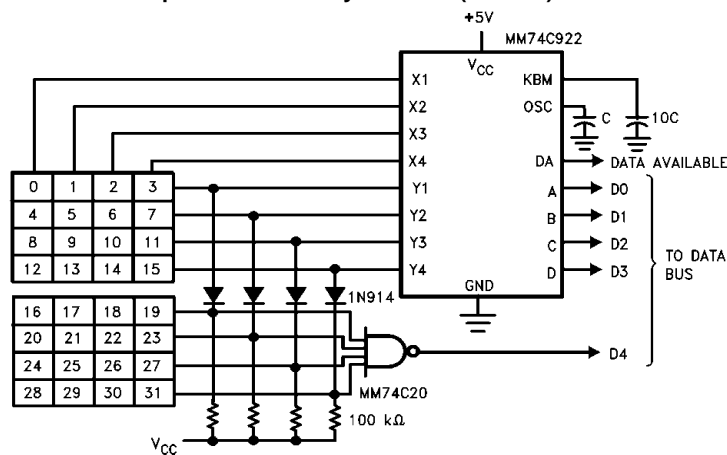 +5V
MM74C922
VCC
X1
KBM
X2
OSC
C
10C
X3
X4
DA
DATA AVAILABLE
0 1 2 3
Y1
A
D0
4 5 6 7
Y2
B
D1
8 9 10 11
Y3
C
D2
12 13 14 15
Y4
D
D3
TO DATA
BUS
GND
1N914
16 17 18 19
20 21 22 23
24 25 26 27
28 29 30 31
D4
MM74C20
100 kΩ
VCC